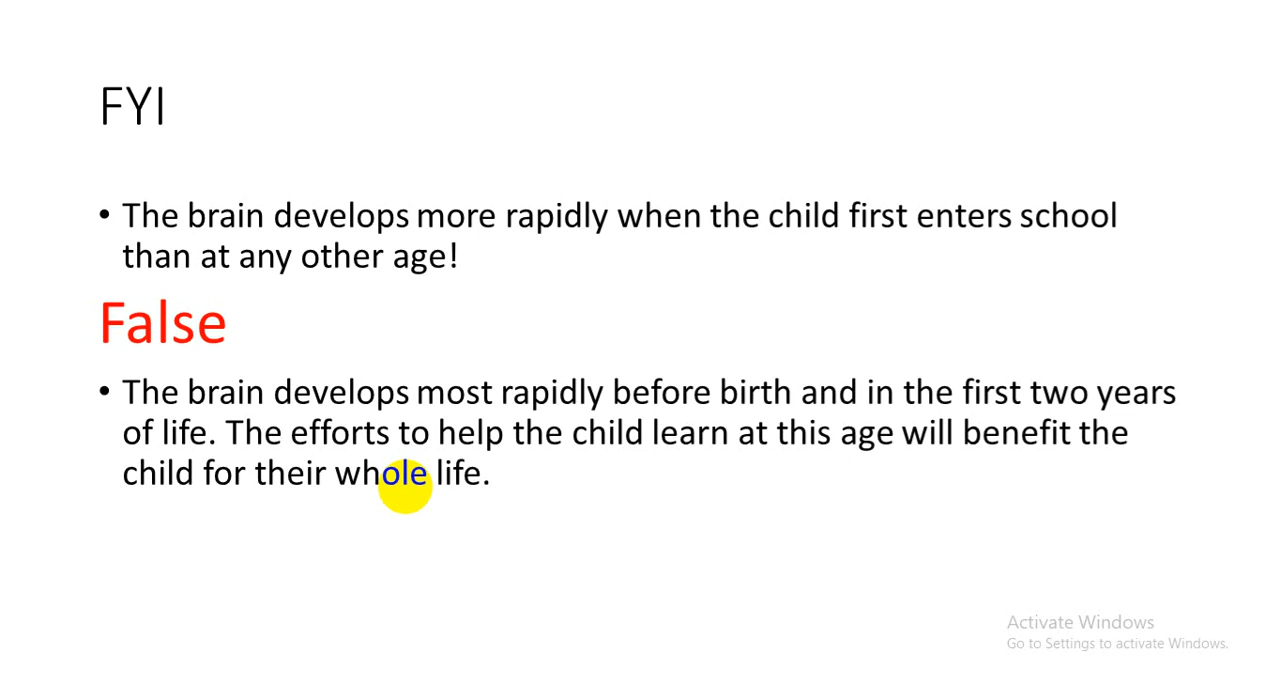 FYI
• The brain develops more rapidly when the child first enters school
than at any other age!
False
• The brain develops most rapidly before birth and in the first two years
of life. The efforts to help the child learn at this age will benefit the
child for their whole life.
Activate Windows
Go to Settings to activate Windows.